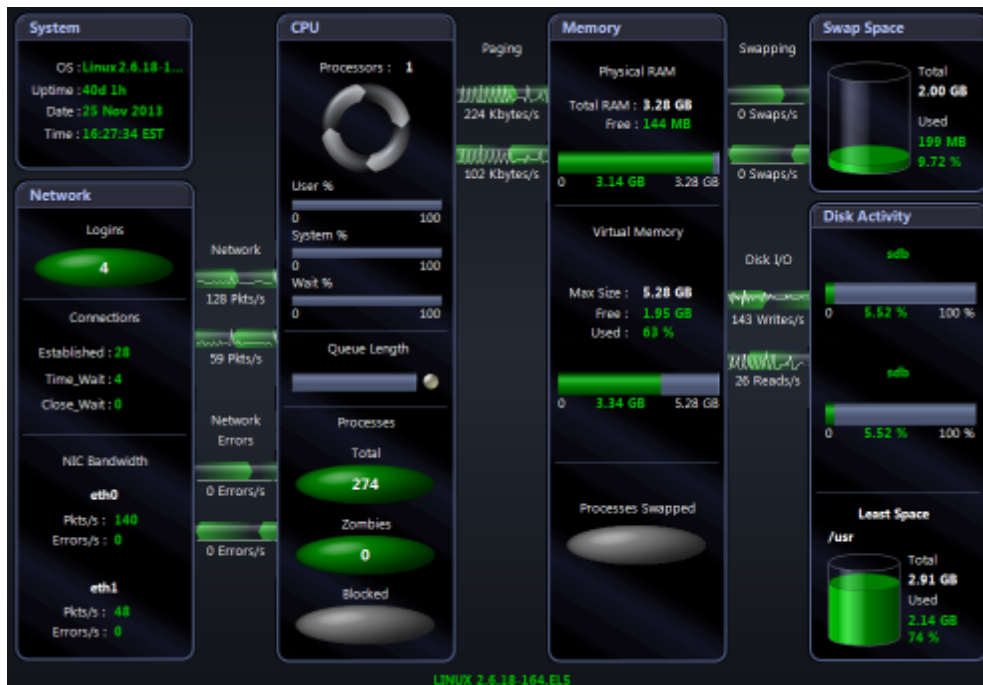 System
OS : Linux 2.6.18-1...
Uptime : 40d 1h
Date : 25 Nov 2013
Time : 16:27:34 EST
Network
Logins
4
Connections
Established : 28
Time_Wait : 4
Close_Wait : 0
NIC Bandwidth
eth0
Pkts/s : 140
Errors/s : 0
eth1
Pkts/s : 48
Errors/s : 0
Network
128 Pkts/s
59 Pkts/s
Network
Errors
0 Errors/s
0 Errors/s
CPU
Processors : 1
User %
0 100
System %
0 100
Wait %
0 100
Queue Length
Processes
Total
274
Zombies
0
Blocked
Paging
224 Kbytes/s
102 Kbytes/s
Memory
Physical RAM
Total RAM : 3.28 GB
Free : 144 MB
0 3.14 GB 3.28 GB
Virtual Memory
Max Size : 5.28 GB
Free : 1.95 GB
Used : 63 %
0 3.34 GB 5.28 GB
Processes Swapped
Swapping
0 Swaps/s
0 Swaps/s
Disk I/O
143 Writes/s
26 Reads/s
Swap Space
Total
2.00 GB
Used
199 MB
9.72 %
Disk Activity
sdb
0 5.52 % 100 %
sdb
0 5.52 % 100 %
Least Space
/usr
Total
2.91 GB
Used
2.14 GB
74 %
LINUX 2.6.18-164.EL5